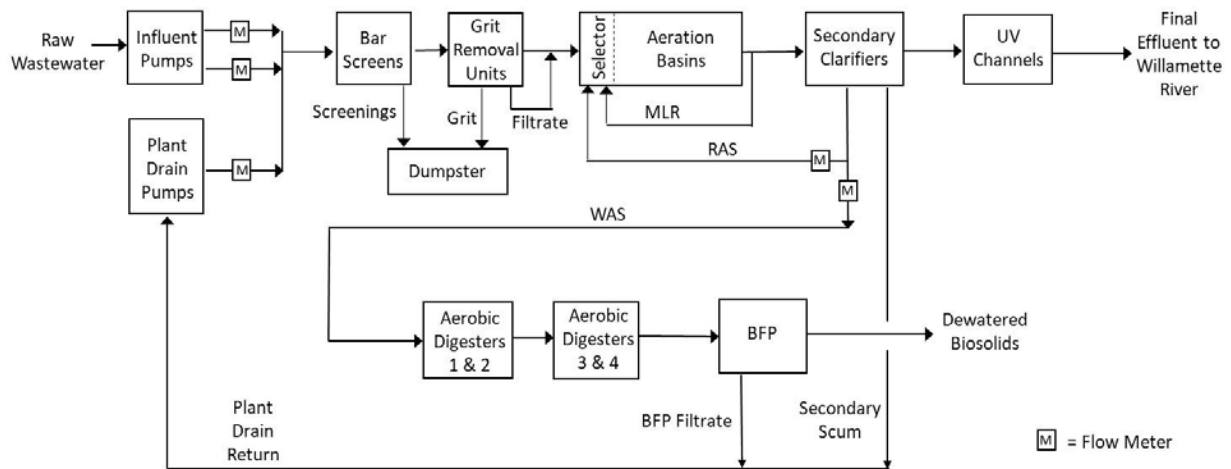 Raw
Wastewater
Influent
Pumps
M
M
Plant
Drain
Pumps
M
Bar
Screens
Grit
Removal
Units
Screenings
Grit
Filtrate
Dumpster
Selector
Aeration
Basins
MLR
RAS
M
M
WAS
Secondary
Clarifiers
UV
Channels
Final
Effluent to
Willamette
River
Aerobic
Digesters
1 & 2
Aerobic
Digesters
3 & 4
BFP
Dewatered
Biosolids
Plant
Drain
Return
BFP Filtrate
Secondary
Scum
M = Flow Meter